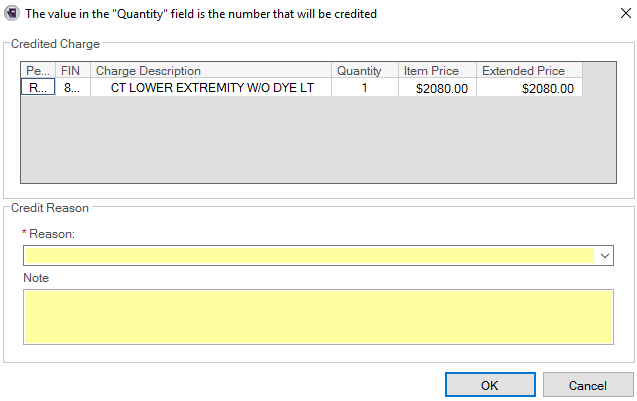 The value in the "Quantity" field is the number that will be credited
Credited Charge
Pe... FIN Charge Description Quantity Item Price Extended Price
R... 8... CT LOWER EXTREMITY W/O DYE LT 1 $2080.00 $2080.00
Credit Reason
* Reason:
Note
OK Cancel